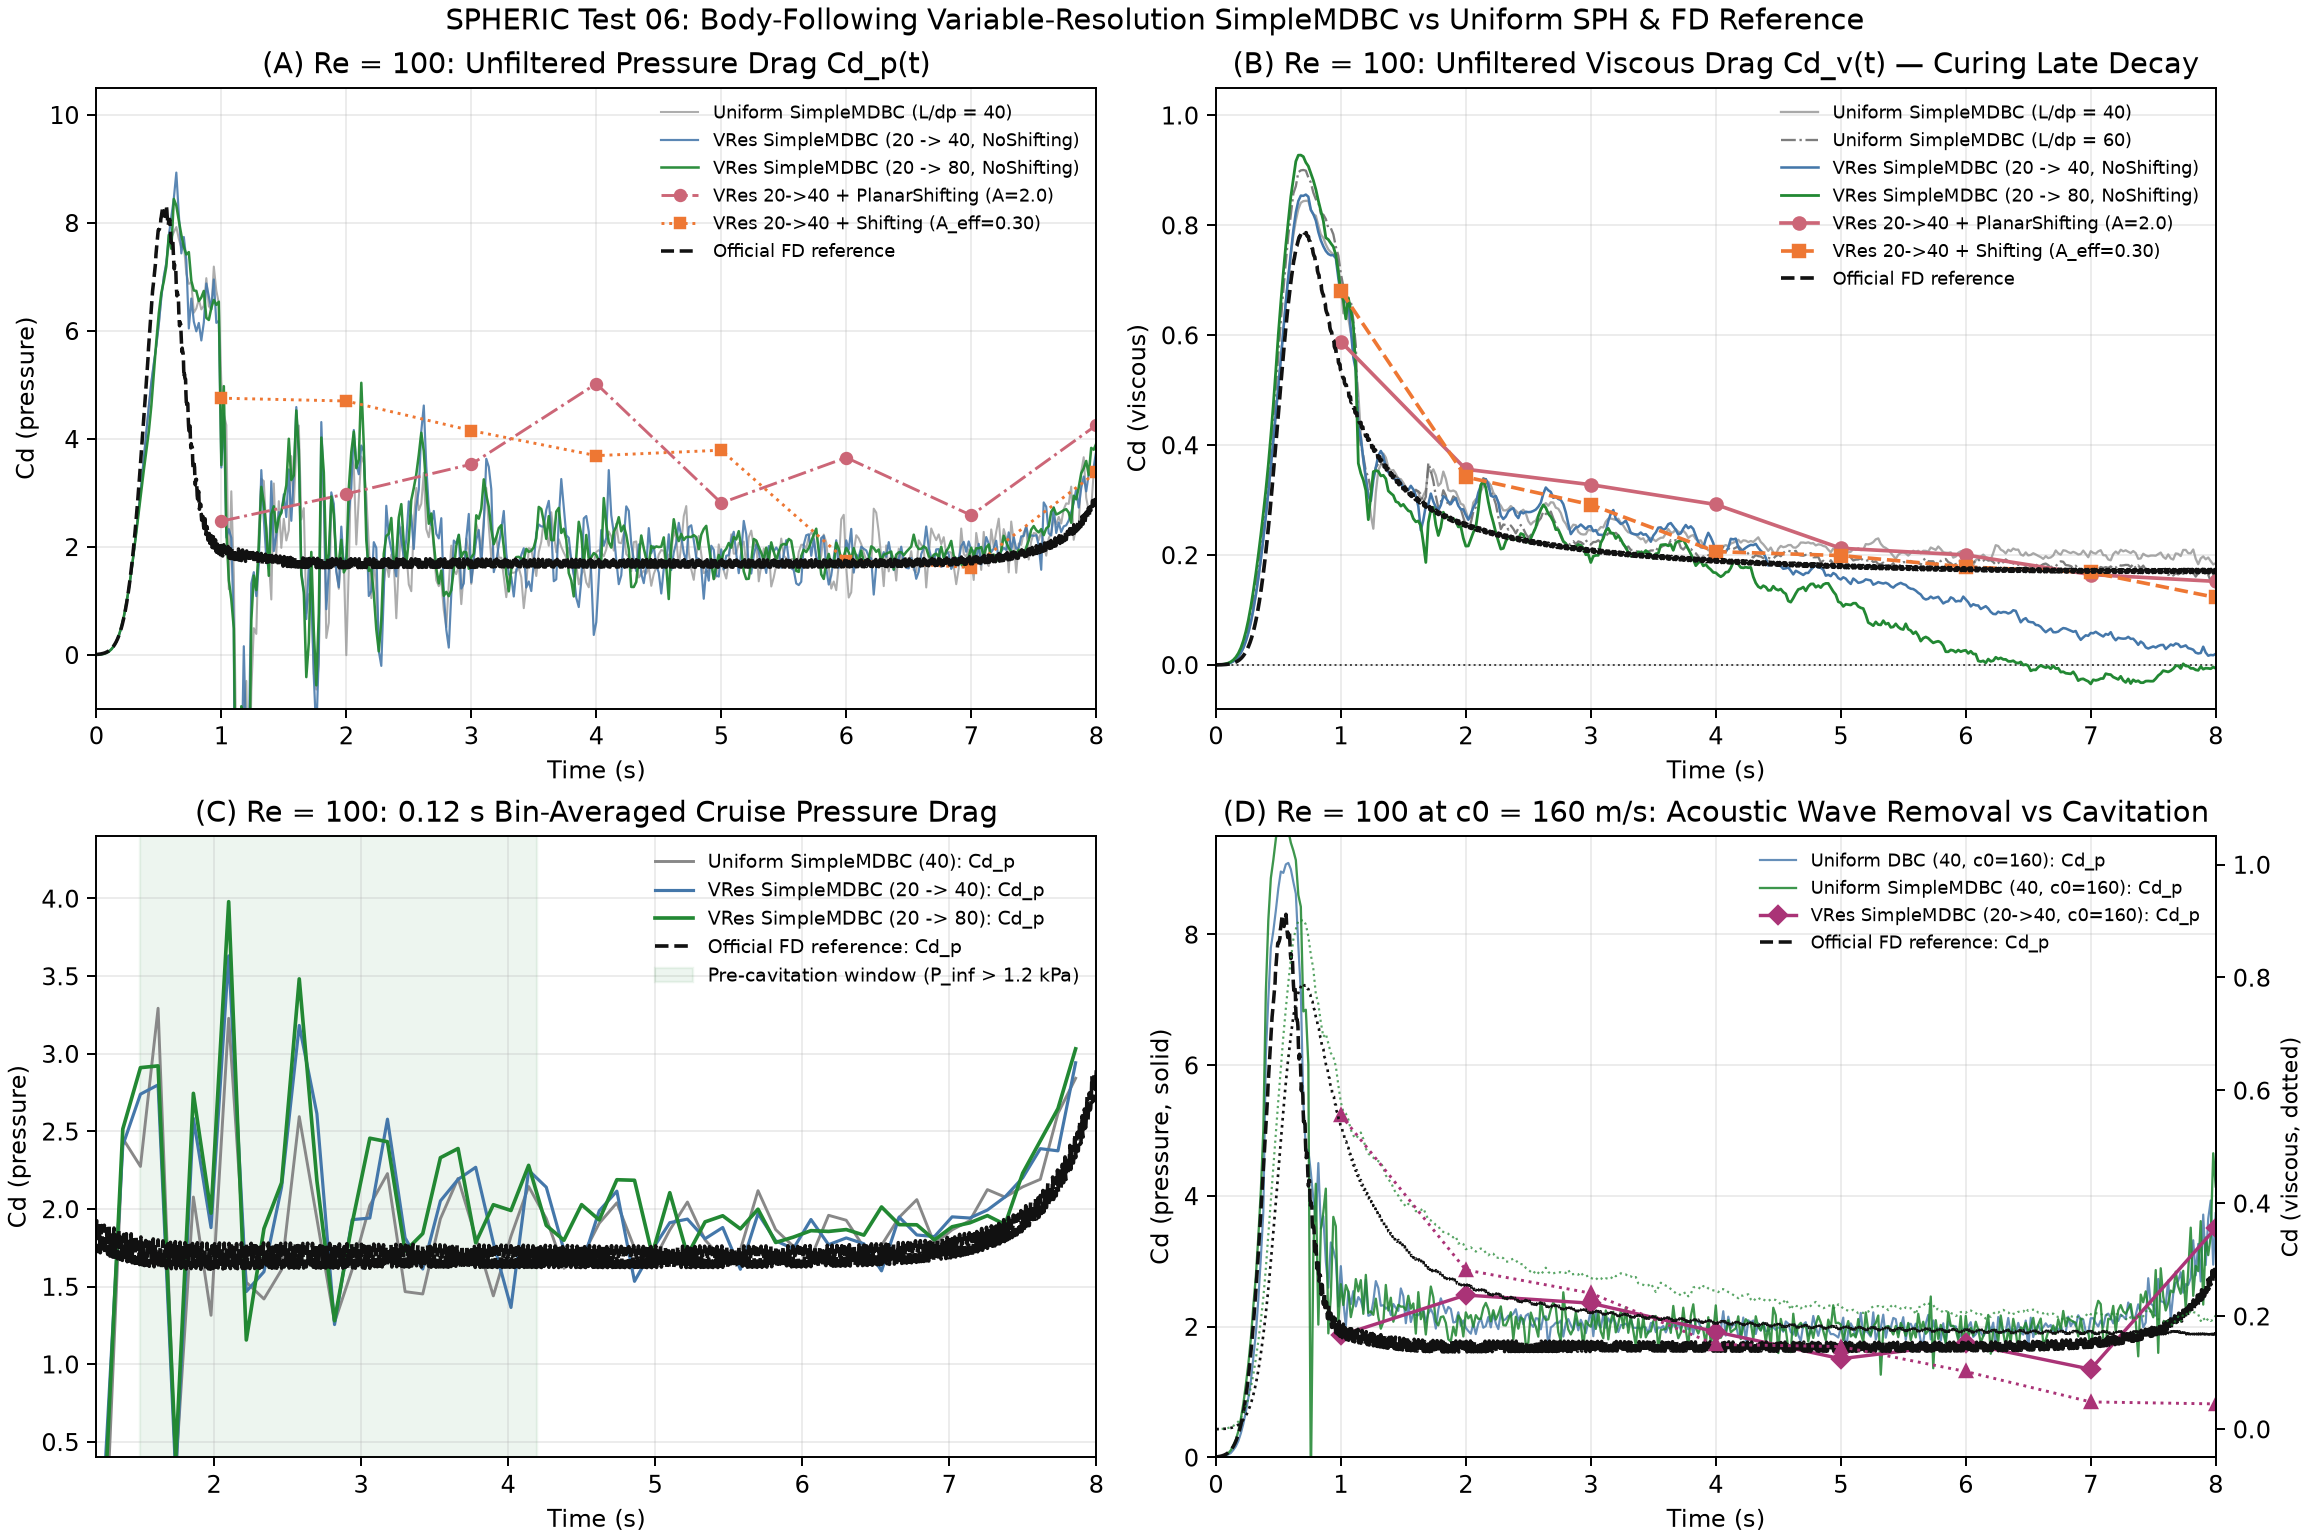 SPHERIC Test 06: Body-Following Variable-Resolution SimpleMDBC vs Uniform SPH & FD Reference
(A) Re = 100: Unfiltered Pressure Drag Cd_p(t)
Cd (pressure)
10
8
6
4
2
0
Uniform SimpleMDBC (L/dp = 40)
VRes SimpleMDBC (20 -> 40, NoShifting)
VRes SimpleMDBC (20 -> 80, NoShifting)
VRes 20->40 + PlanarShifting (A=2.0)
VRes 20->40 + Shifting (A_eff=0.30)
Official FD reference
0 1 2 3 4 5 6 7 8
Time (s)
(B) Re = 100: Unfiltered Viscous Drag Cd_v(t) — Curing Late Decay
Cd (viscous)
1.0
0.8
0.6
0.4
0.2
0.0
Uniform SimpleMDBC (L/dp = 40)
Uniform SimpleMDBC (L/dp = 60)
VRes SimpleMDBC (20 -> 40, NoShifting)
VRes SimpleMDBC (20 -> 80, NoShifting)
VRes 20->40 + PlanarShifting (A=2.0)
VRes 20->40 + Shifting (A_eff=0.30)
Official FD reference
0 1 2 3 4 5 6 7 8
Time (s)
(C) Re = 100: 0.12 s Bin-Averaged Cruise Pressure Drag
Cd (pressure)
4.0
3.5
3.0
2.5
2.0
1.5
1.0
0.5
Uniform SimpleMDBC (40): Cd_p
VRes SimpleMDBC (20 -> 40): Cd_p
VRes SimpleMDBC (20 -> 80): Cd_p
Official FD reference: Cd_p
Pre-cavitation window (P_inf > 1.2 kPa)
2 3 4 5 6 7 8
Time (s)
(D) Re = 100 at c0 = 160 m/s: Acoustic Wave Removal vs Cavitation
Cd (pressure, solid)
8
6
4
2
0
Uniform DBC (40, c0=160): Cd_p
Uniform SimpleMDBC (40, c0=160): Cd_p
VRes SimpleMDBC (20->40, c0=160): Cd_p
Official FD reference: Cd_p
1.0
0.8
0.6
0.4
0.2
0.0
Cd (viscous, dotted)
0 1 2 3 4 5 6 7 8
Time (s)